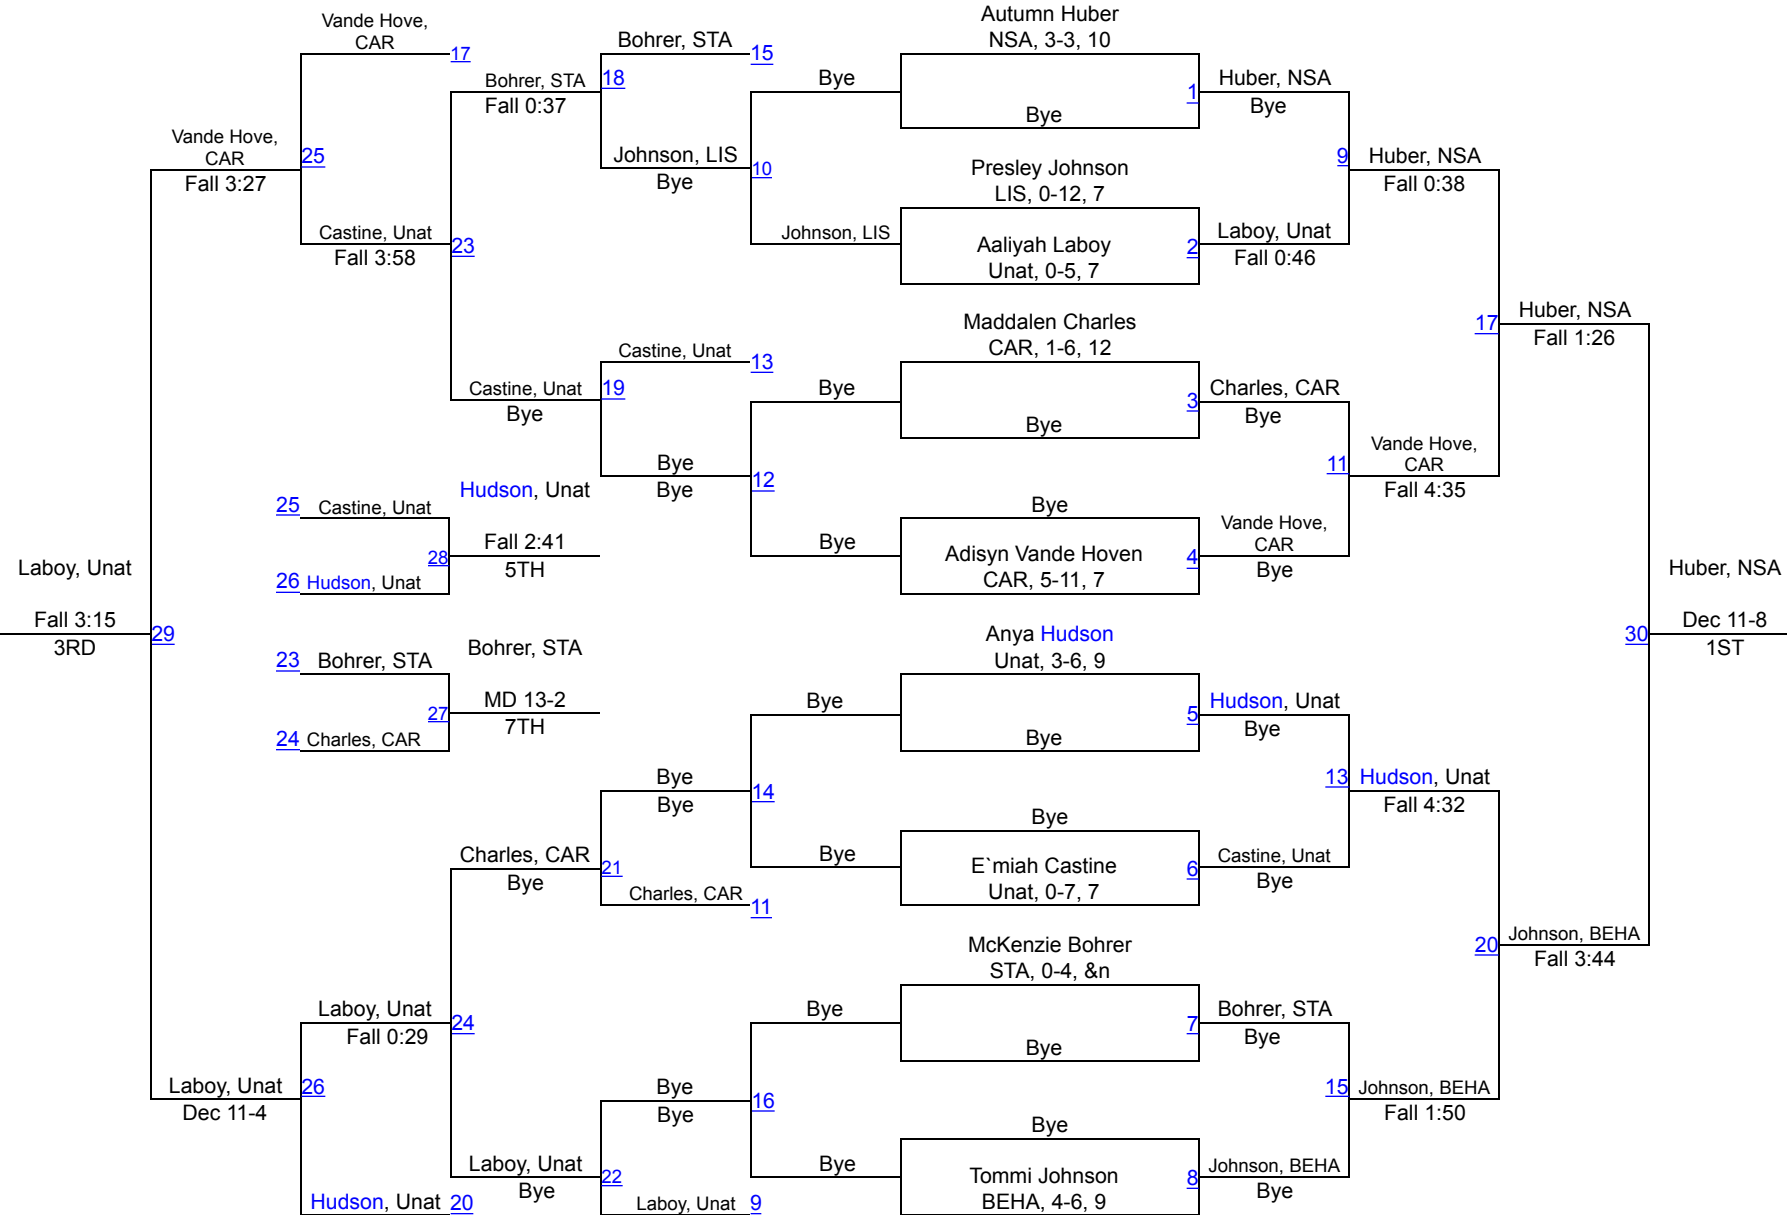 Vande Hove,
CAR
17
Bohrer, STA
15
Autumn Huber
NSA, 3-3, 10
Bohrer, STA
Fall 0:37
18
Bye
Bye
1
Huber, NSA
Bye
Vande Hove,
CAR
Fall 3:27
25
Johnson, LIS
Bye
10
Presley Johnson
LIS, 0-12, 7
9
Huber, NSA
Fall 0:38
Castine, Unat
Fall 3:58
23
Johnson, LIS
Aaliyah Laboy
Unat, 0-5, 7
2
Laboy, Unat
Fall 0:46
Maddalen Charles
CAR, 1-6, 12
17
Huber, NSA
Fall 1:26
Castine, Unat
13
Castine, Unat
Bye
19
Bye
Bye
3
Charles, CAR
Bye
Bye
Bye
12
11
Vande Hove,
CAR
Fall 4:35
25
Castine, Unat
Hudson, Unat
Fall 2:41
5TH
28
26
Hudson, Unat
Bye
Bye
Adisyn Vande Hoven
CAR, 5-11, 7
4
Vande Hove,
CAR
Bye
Laboy, Unat
Fall 3:15
3RD
29
Huber, NSA
Dec 11-8
1ST
30
23
Bohrer, STA
Bohrer, STA
MD 13-2
7TH
27
24
Charles, CAR
Anya Hudson
Unat, 3-6, 9
Bye
Bye
5
Hudson, Unat
Bye
Bye
Bye
14
13
Hudson, Unat
Fall 4:32
Charles, CAR
Bye
21
Charles, CAR
11
Bye
Bye
E`miah Castine
Unat, 0-7, 7
6
Castine, Unat
Bye
McKenzie Bohrer
STA, 0-4, &n
20
Johnson, BEHA
Fall 3:44
Laboy, Unat
Fall 0:29
24
Bye
Bye
7
Bohrer, STA
Bye
Laboy, Unat
Dec 11-4
26
Bye
Bye
16
15
Johnson, BEHA
Fall 1:50
Laboy, Unat
Bye
22
Bye
Bye
Tommi Johnson
BEHA, 4-6, 9
8
Johnson, BEHA
Bye
Hudson, Unat
20
Laboy, Unat
9